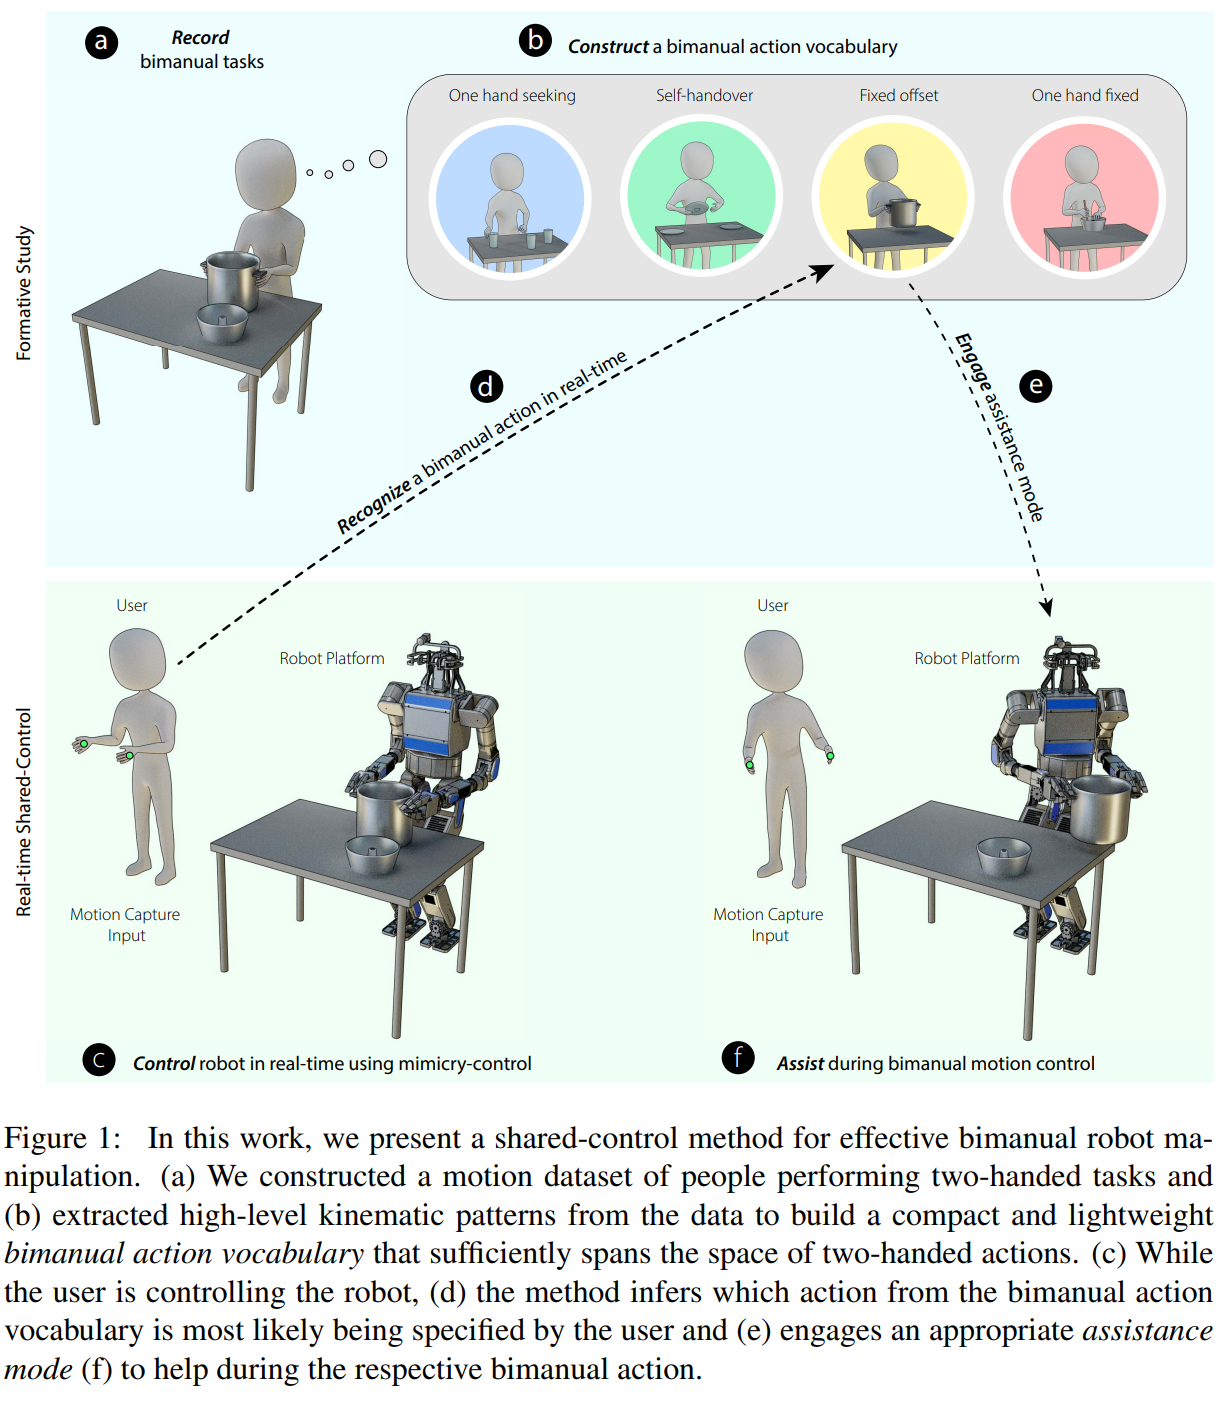 a
Record
bimanual tasks
b
Construct a bimanual action vocabulary
One hand seeking
Self-handover
Fixed offset
One hand fixed
Formative Study
d
Recognize a bimanual action in real-time
Engage assistance mode
e
Real-time Shared-Control
User
Robot Platform
Motion Capture
Input
User
Robot Platform
Motion Capture
Input
c
Control robot in real-time using mimicry-control
f
Assist during bimanual motion control
Figure 1: In this work, we present a shared-control method for effective bimanual robot ma-
nipulation. (a) We constructed a motion dataset of people performing two-handed tasks and
(b) extracted high-level kinematic patterns from the data to build a compact and lightweight
bimanual action vocabulary that sufficiently spans the space of two-handed actions. (c) While
the user is controlling the robot, (d) the method infers which action from the bimanual action
vocabulary is most likely being specified by the user and (e) engages an appropriate assistance
mode (f) to help during the respective bimanual action.